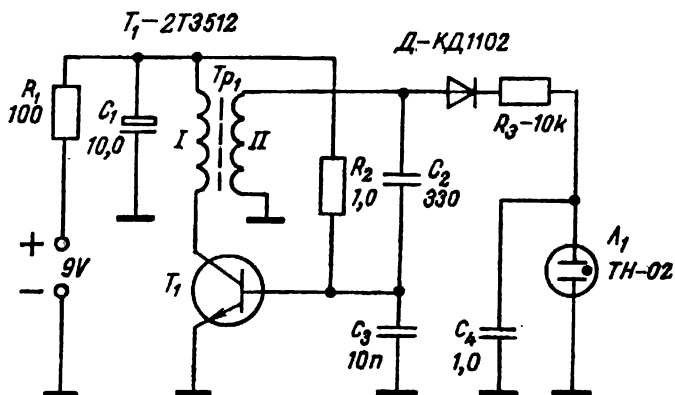 T₁-2T3512
Д-КД1102
R₁
100
C₁
10,0
Tp₁
I
II
R₂
1,0
C₂
330
R₃-10k
+
9V
−
T₁
Л₁
TH-02
C₃
10n
C₄
1,0